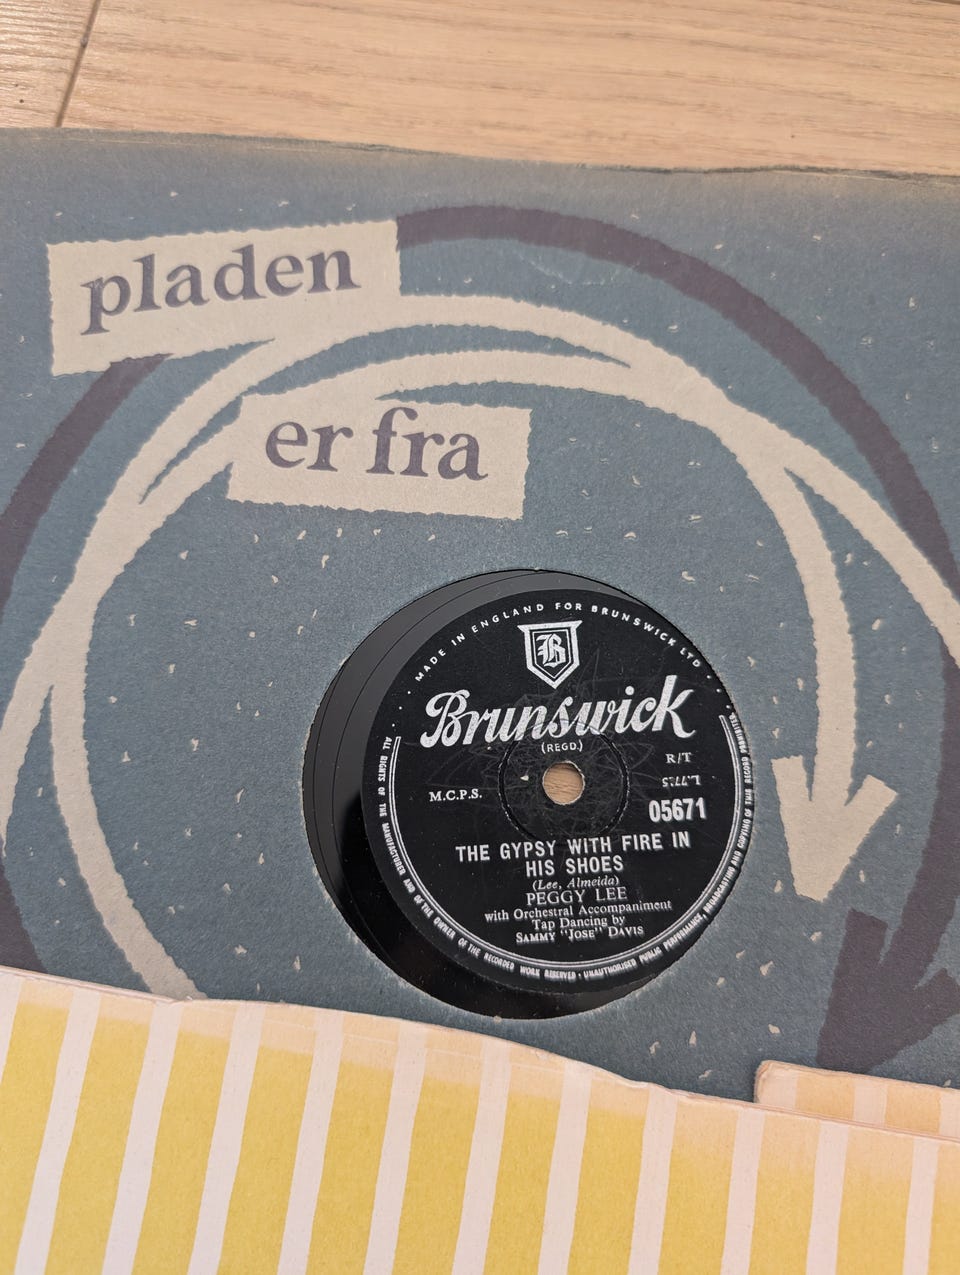 pladen
er fra
MADE IN ENGLAND FOR BRUNSWICK LTD
B
Brunswick
(REGD.)
R/T
M.C.P.S.
L.775
05671
THE GYPSY WITH FIRE IN
HIS SHOES
(Lee, Almeida)
PEGGY LEE
with Orchestral Accompaniment
Tap Dancing by
SAMMY "JOSE" DAVIS
ALL RIGHTS OF THE MANUFACTURER AND OF THE OWNER OF THE RECORDED WORK RESERVED · UNAUTHORISED PUBLIC PERFORMANCE, BROADCASTING AND COPYING OF THIS RECORD PROHIBITED